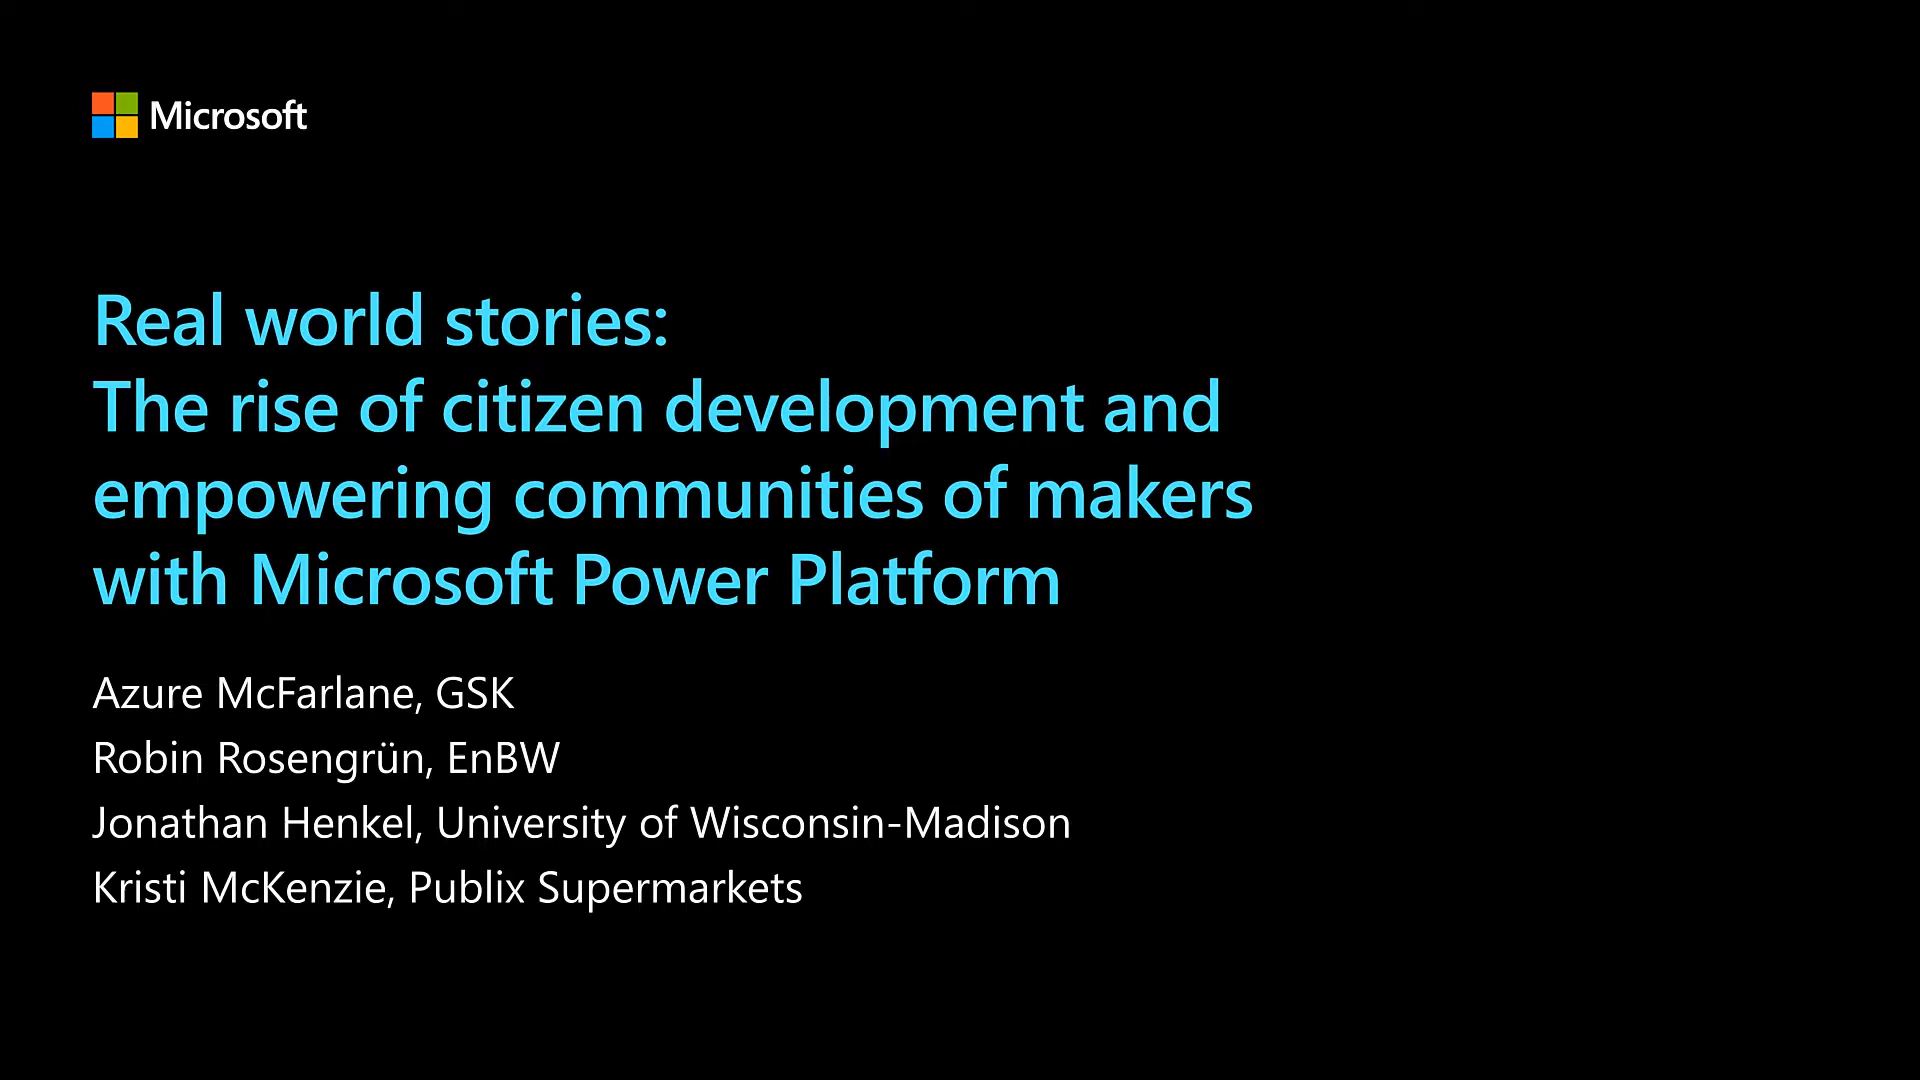 Microsoft
Real world stories:
The rise of citizen development and
empowering communities of makers
with Microsoft Power Platform
Azure McFarlane, GSK
Robin Rosengrün, EnBW
Jonathan Henkel, University of Wisconsin-Madison
Kristi McKenzie, Publix Supermarkets